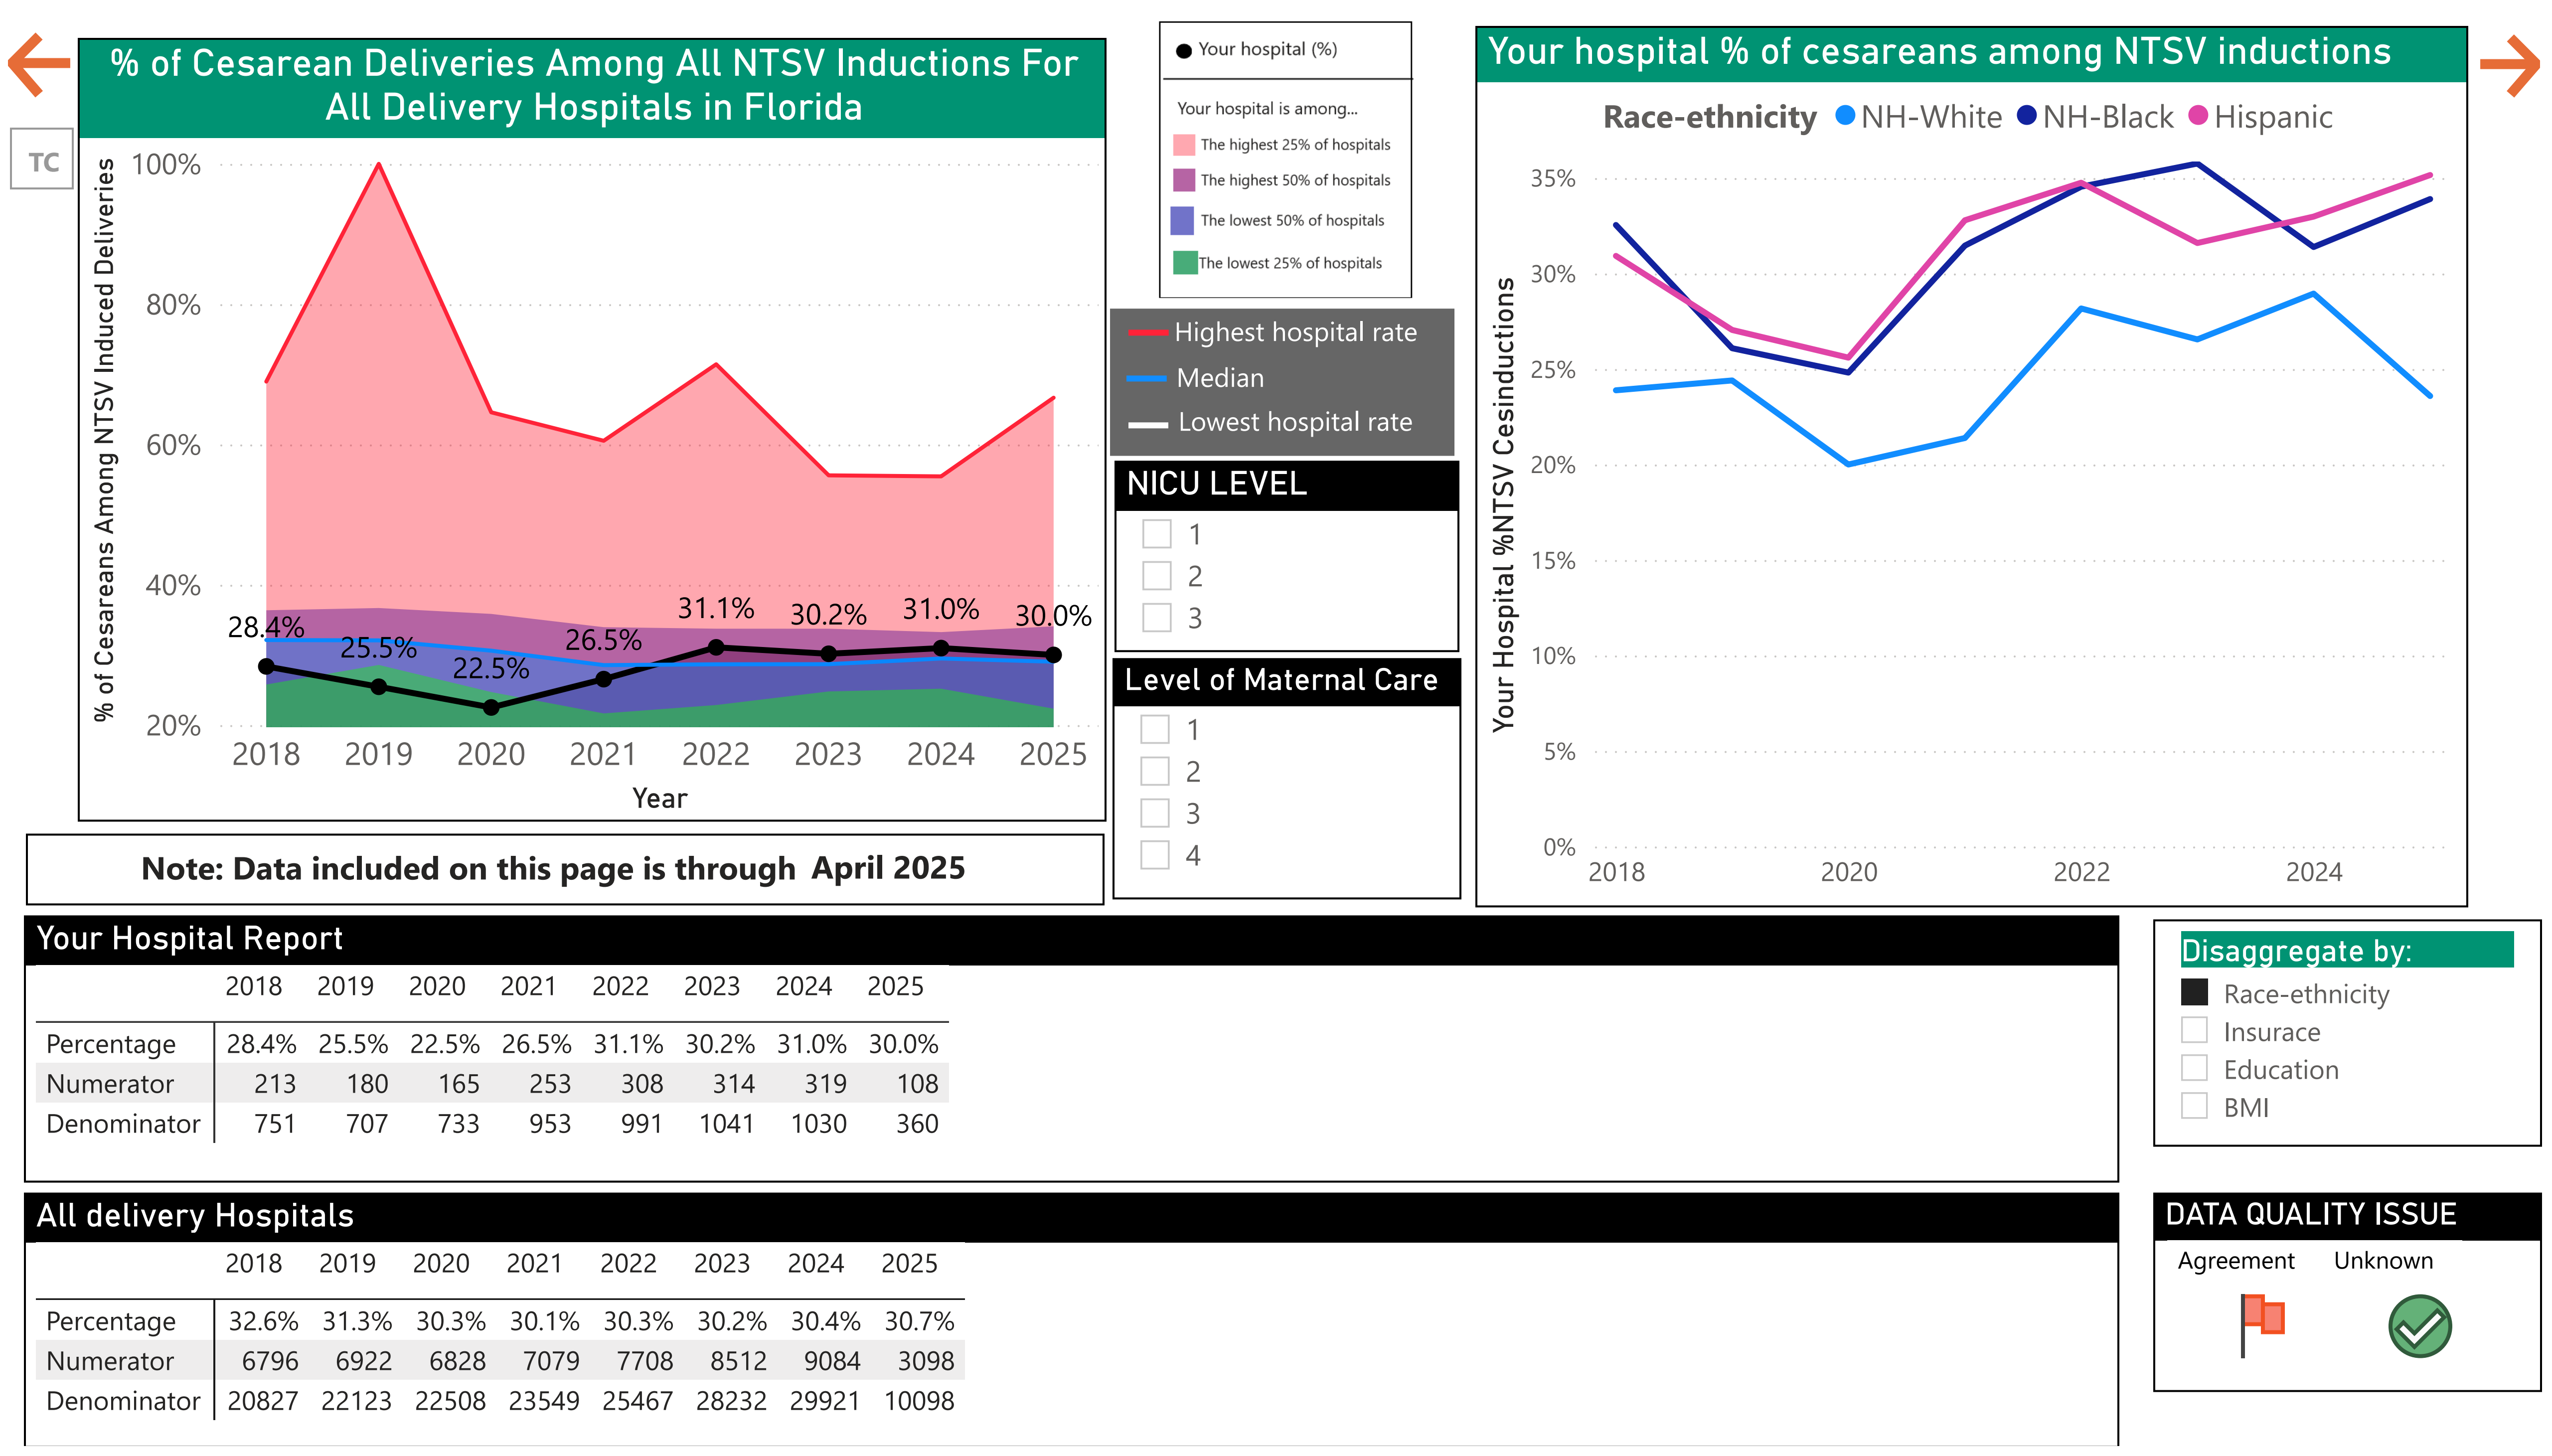 % of Cesarean Deliveries Among All NTSV Inductions For
All Delivery Hospitals in Florida
TC
% of Cesareans Among NTSV Induced Deliveries
100%
80%
60%
40%
20%
28.4%
25.5%
22.5%
26.5%
31.1%
30.2%
31.0%
30.0%
2018 2019 2020 2021 2022 2023 2024 2025
Year
Your hospital (%)
Your hospital is among...
The highest 25% of hospitals
The highest 50% of hospitals
The lowest 50% of hospitals
The lowest 25% of hospitals
Highest hospital rate
Median
Lowest hospital rate
NICU LEVEL
1
2
3
Level of Maternal Care
1
2
3
4
Your hospital % of cesareans among NTSV inductions
Race-ethnicity NH-White NH-Black Hispanic
Your Hospital %NTSV Cesinductions
35%
30%
25%
20%
15%
10%
5%
0%
2018 2020 2022 2024
Note: Data included on this page is through April 2025
Your Hospital Report
2018 2019 2020 2021 2022 2023 2024 2025
Percentage 28.4% 25.5% 22.5% 26.5% 31.1% 30.2% 31.0% 30.0%
Numerator 213 180 165 253 308 314 319 108
Denominator 751 707 733 953 991 1041 1030 360
Disaggregate by:
Race-ethnicity
Insurace
Education
BMI
All delivery Hospitals
2018 2019 2020 2021 2022 2023 2024 2025
Percentage 32.6% 31.3% 30.3% 30.1% 30.3% 30.2% 30.4% 30.7%
Numerator 6796 6922 6828 7079 7708 8512 9084 3098
Denominator 20827 22123 22508 23549 25467 28232 29921 10098
DATA QUALITY ISSUE
Agreement Unknown